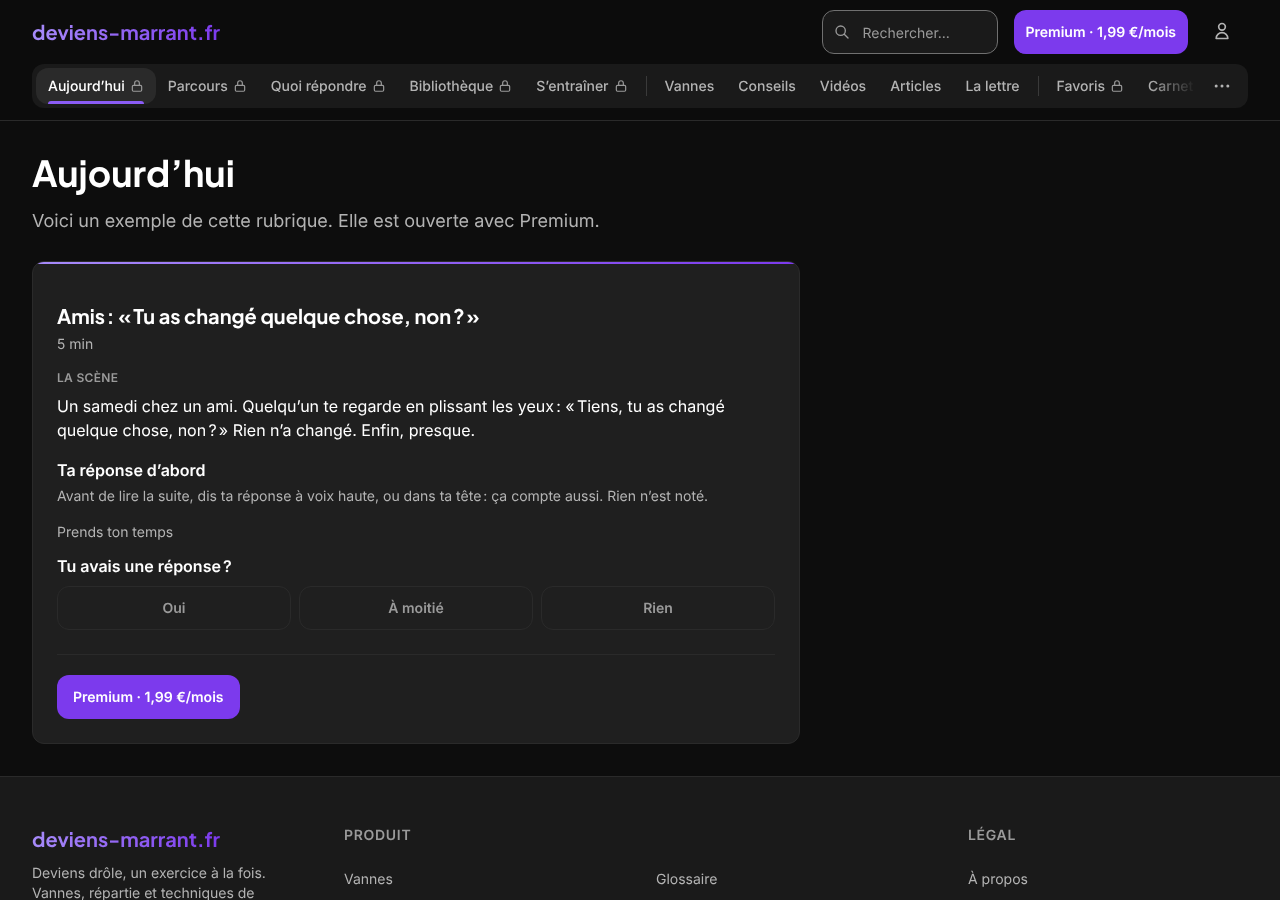 deviens-marrant.fr
Rechercher...
Premium · 1,99 €/mois
Aujourd’hui
Parcours
Quoi répondre
Bibliothèque
S’entraîner
Vannes
Conseils
Vidéos
Articles
La lettre
Favoris
Carnet
Aujourd’hui
Voici un exemple de cette rubrique. Elle est ouverte avec Premium.
Amis : « Tu as changé quelque chose, non ? »
5 min
LA SCÈNE
Un samedi chez un ami. Quelqu’un te regarde en plissant les yeux : « Tiens, tu as changé
quelque chose, non ? » Rien n’a changé. Enfin, presque.
Ta réponse d’abord
Avant de lire la suite, dis ta réponse à voix haute, ou dans ta tête : ça compte aussi. Rien n’est noté.
Prends ton temps
Tu avais une réponse ?
Oui
À moitié
Rien
Premium · 1,99 €/mois
deviens-marrant.fr
Deviens drôle, un exercice à la fois.
Vannes, répartie et techniques de
PRODUIT
Vannes
Glossaire
LÉGAL
À propos